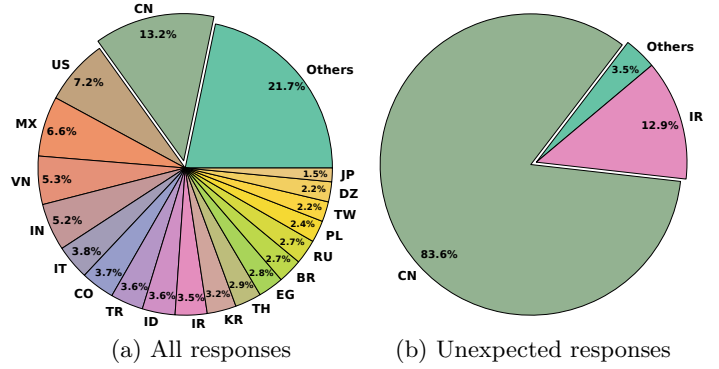 CN
13.2%
US
7.2%
Others
21.7%
MX
6.6%
VN
5.3%
IN
5.2%
IT
3.8%
CO
3.7%
TR
3.6%
ID
3.6%
IR
3.5%
KR
3.2%
TH
2.9%
EG
2.8%
BR
2.7%
RU
2.7%
PL
2.4%
TW
2.2%
DZ
2.2%
JP
1.5%
(a) All responses
Others
3.5%
IR
12.9%
CN
83.6%
(b) Unexpected responses